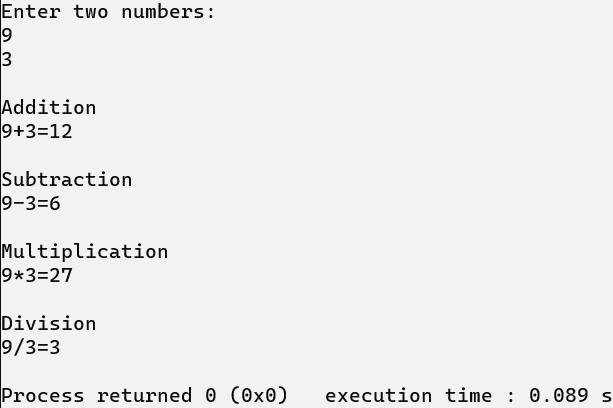 Enter two numbers:
9
3
Addition
9+3=12
Subtraction
9-3=6
Multiplication
9*3=27
Division
9/3=3
Process returned 0 (0x0)   execution time : 0.089 s